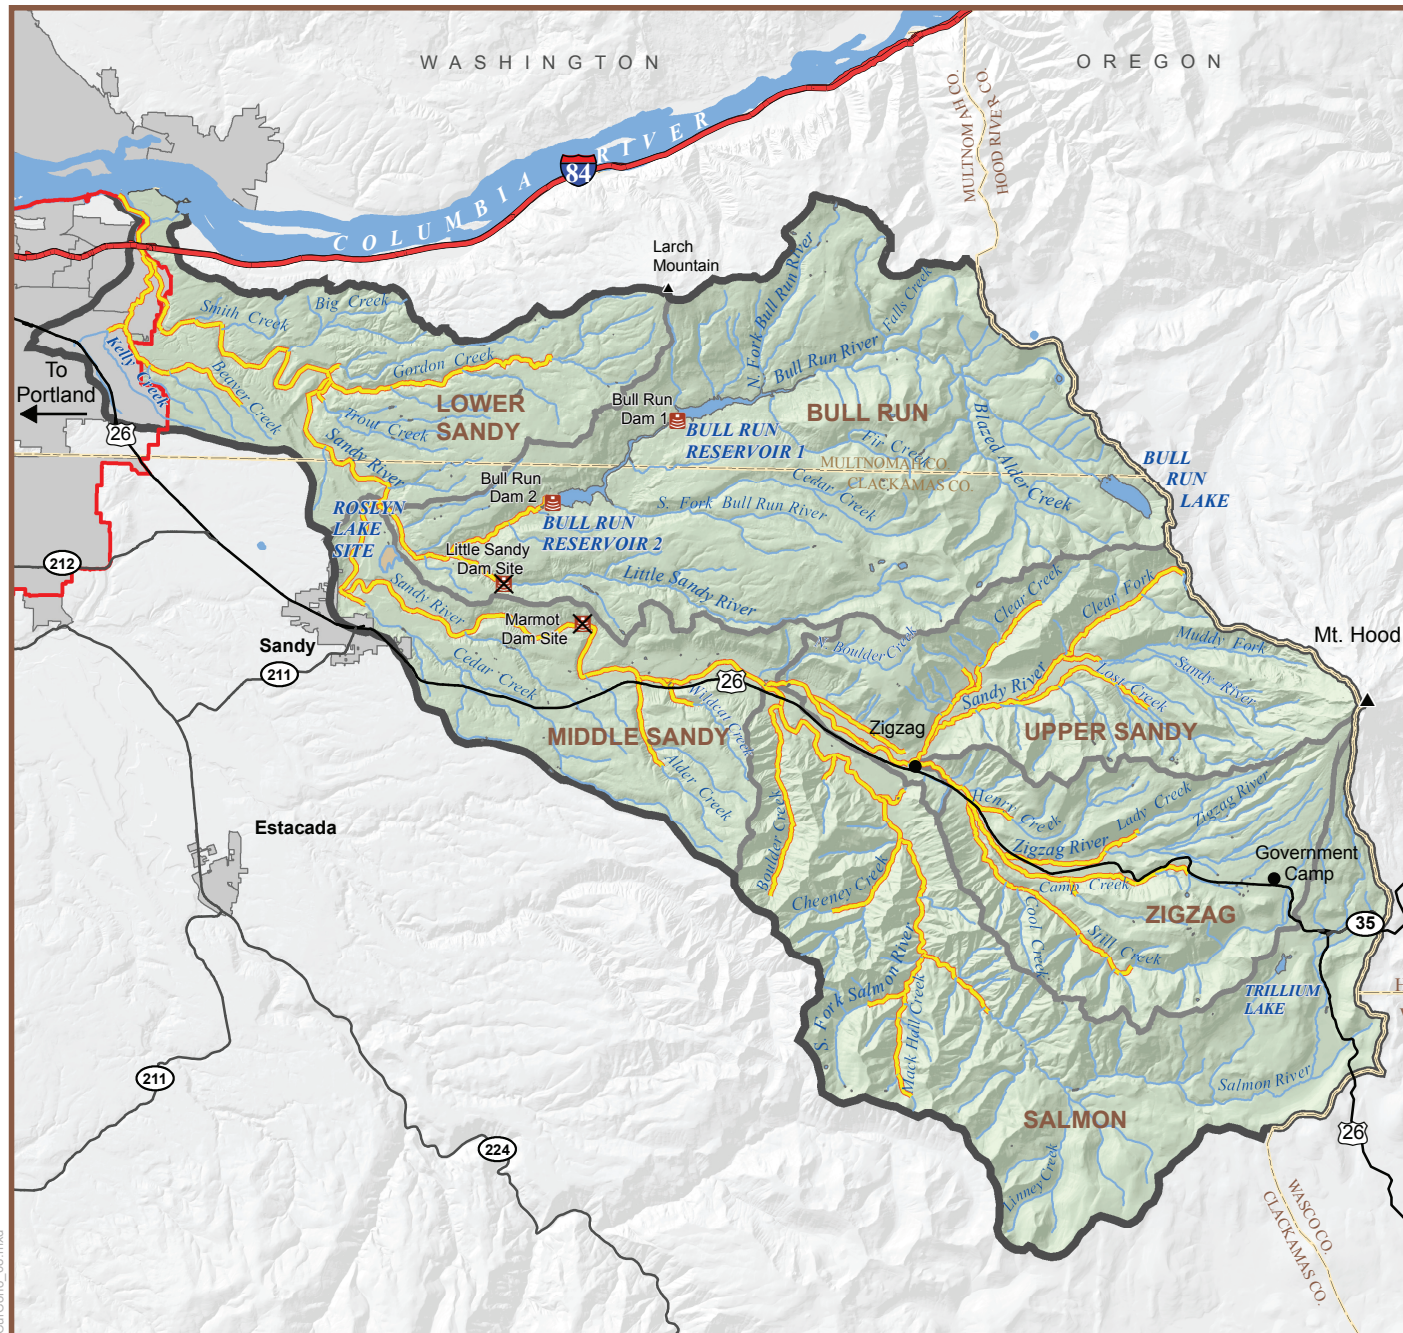 WASHINGTON
OREGON
MULTNOMAH CO.
HOOD RIVER CO.
COLUMBIA RIVER
84
Larch
Mountain
Smith Creek
Big Creek
N. Fork Bull Run River
Falls Creek
Bull Run River
Kelly Creek
Gordon Creek
To
Portland
Beaver Creek
26
LOWER
SANDY
Trout Creek
Bull Run
Dam 1
BULL RUN
RESERVOIR 1
BULL RUN
Fir Creek
Blazed Alder Creek
Sandy River
MULTNOMAH CO.
CLACKAMAS CO.
Cedar Creek
BULL
RUN
LAKE
Bull Run
Dam 2
S. Fork Bull Run River
ROSLYN
LAKE
SITE
BULL RUN
RESERVOIR 2
212
Little Sandy
Dam Site
Little Sandy River
Sandy River
Clear Creek
Clear Fork
Marmot
Dam Site
Muddy Fork
Mt. Hood
Sandy
N. Boulder Creek
Cedar Creek
211
Sandy River
Lost Creek
Sandy River
26
Wildcat Creek
Zigzag
UPPER SANDY
MIDDLE SANDY
Alder Creek
Henry Creek
Lady Creek
Zigzag River
Estacada
Boulder Creek
Zigzag River
Government
Camp
Cheeney Creek
Camp Creek
Cool Creek
ZIGZAG
35
Still Creek
S. Fork Salmon River
Mack Hall Creek
TRILLIUM
LAKE
211
Salmon River
SALMON
26
224
Linney Creek
WASCO CO.
CLACKAMAS CO.